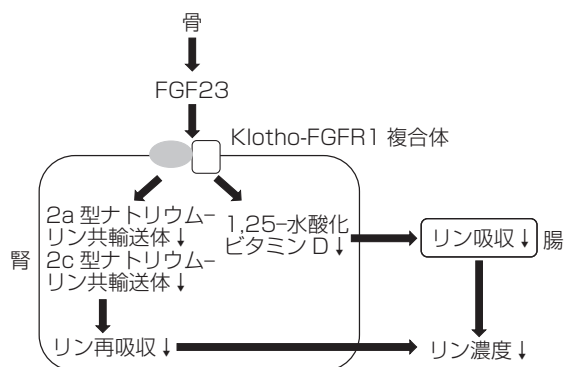 骨
FGF23
Klotho-FGFR1 複合体
2a 型ナトリウム−
リン共輸送体↓
2c 型ナトリウム−
リン共輸送体↓
1,25−水酸化
ビタミン D↓
リン吸収↓
腸
腎
リン再吸収↓
リン濃度↓